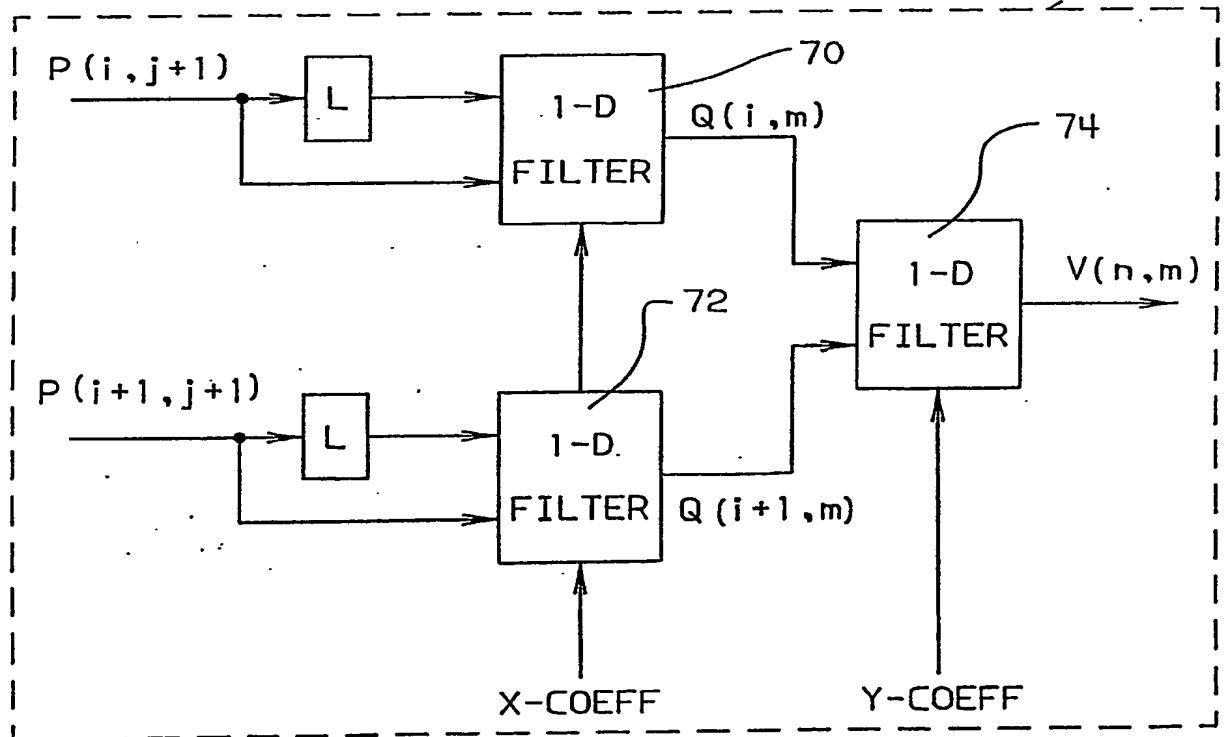 P(i,j+1)
L
1-D
FILTER
70
Q(i,m)
74
1-D
FILTER
V(n,m)
72
P(i+1,j+1)
L
1-D.
FILTER
Q(i+1,m)
X-COEFF
Y-COEFF